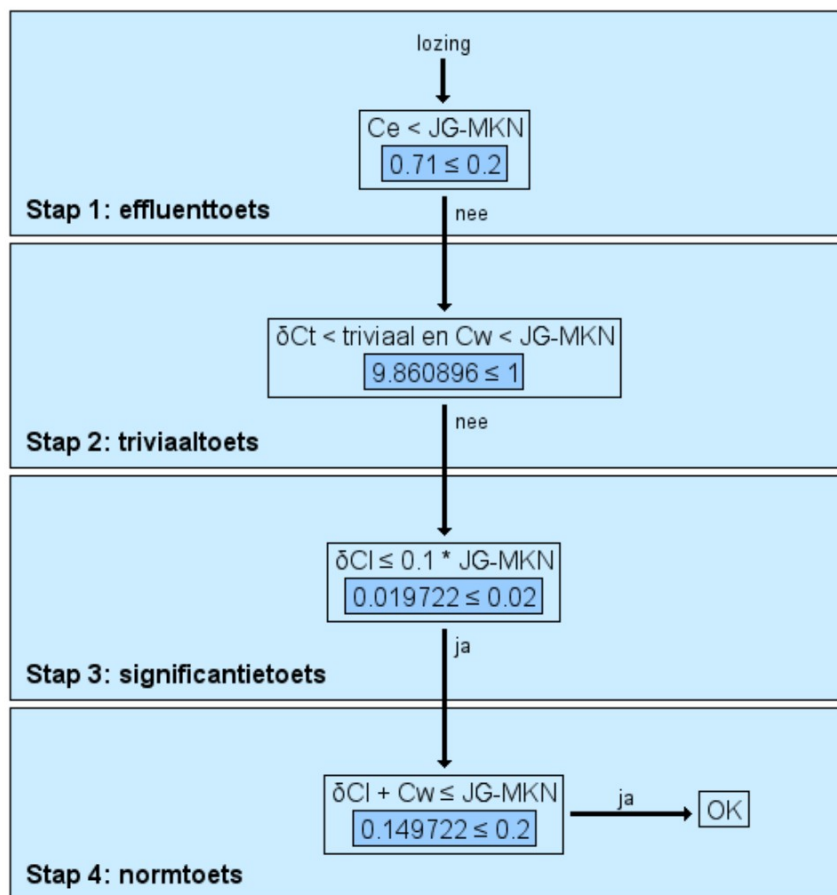 lozing
Ce < JG-MKN
0.71 ≤ 0.2
Stap 1: effluenttoets
nee
δCt < triviaal en Cw < JG-MKN
9.860896 ≤ 1
Stap 2: triviaaltoets
nee
δCl ≤ 0.1 * JG-MKN
0.019722 ≤ 0.02
Stap 3: significantietoets
ja
δCl + Cw ≤ JG-MKN
0.149722 ≤ 0.2
ja
OK
Stap 4: normtoets